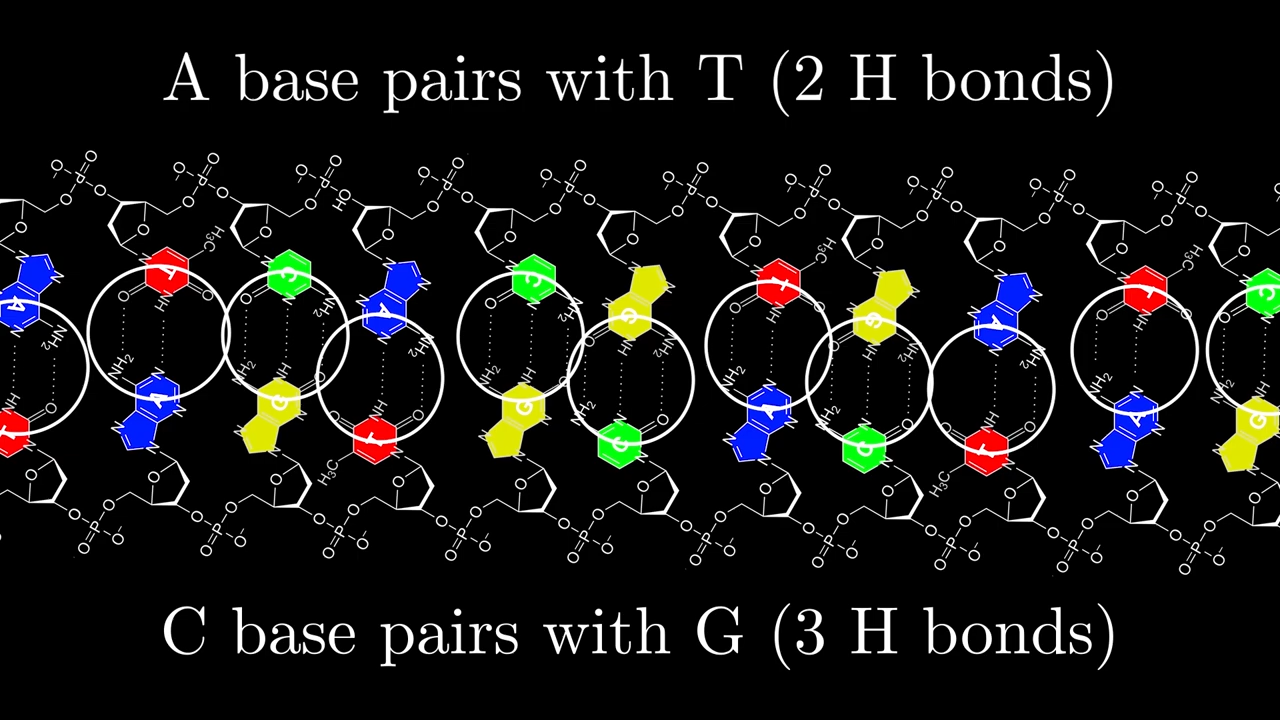 A base pairs with T (2 H bonds)
A T C A C G T G A T C
T A G T G C A C T A G
C base pairs with G (3 H bonds)